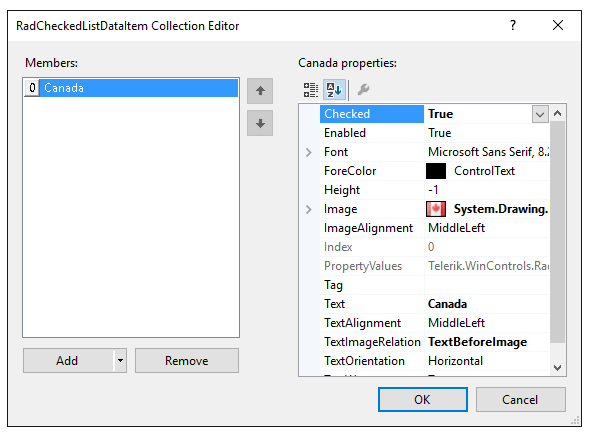 RadCheckedListDataItem Collection Editor
Members:
0 Canada
Add
Remove
Canada properties:
Checked True
Enabled True
Font Microsoft Sans Serif, 8.2
ForeColor ControlText
Height -1
Image System.Drawing.
ImageAlignment MiddleLeft
Index 0
PropertyValues Telerik.WinControls.Ra
Tag
Text Canada
TextAlignment MiddleLeft
TextImageRelation TextBeforeImage
TextOrientation Horizontal
OK
Cancel